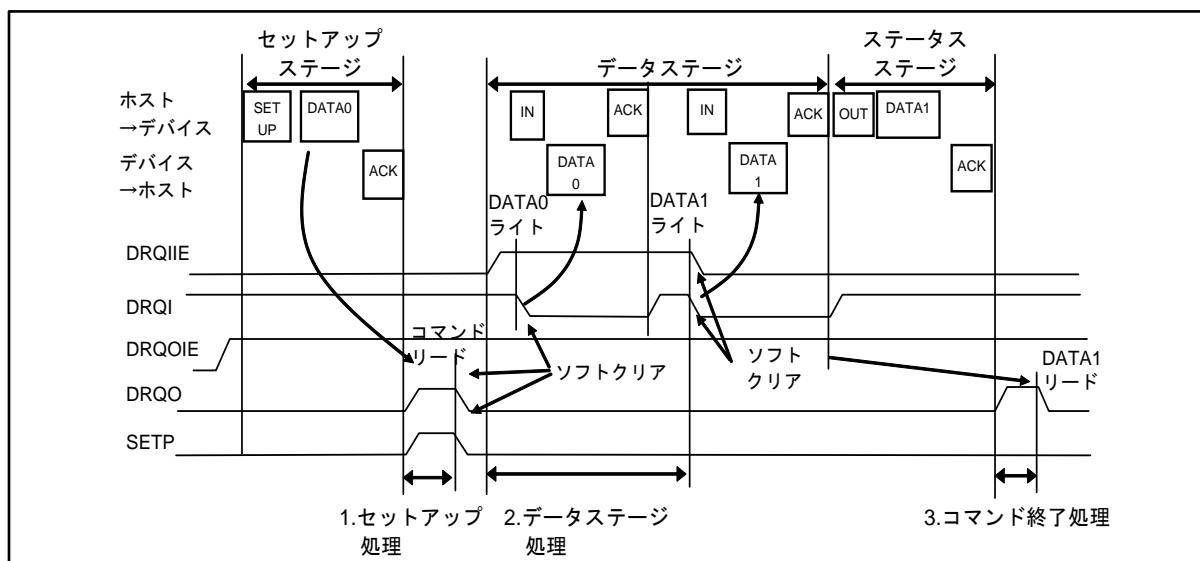 セットアップ
ステージ
データステージ
ステータス
ステージ
ホスト
→デバイス
SET
UP
DATA0
IN
ACK
IN
ACK
OUT
DATA1
デバイス
→ホスト
ACK
DATA
0
DATA
1
ACK
DATA0
ライト
DATA1
ライト
DRQIIE
DRQI
コマンド
リード
DRQOIE
ソフトクリア
ソフト
クリア
DATA1
リード
DRQO
SETP
1.セットアップ
処理
2.データステージ
処理
3.コマンド終了処理